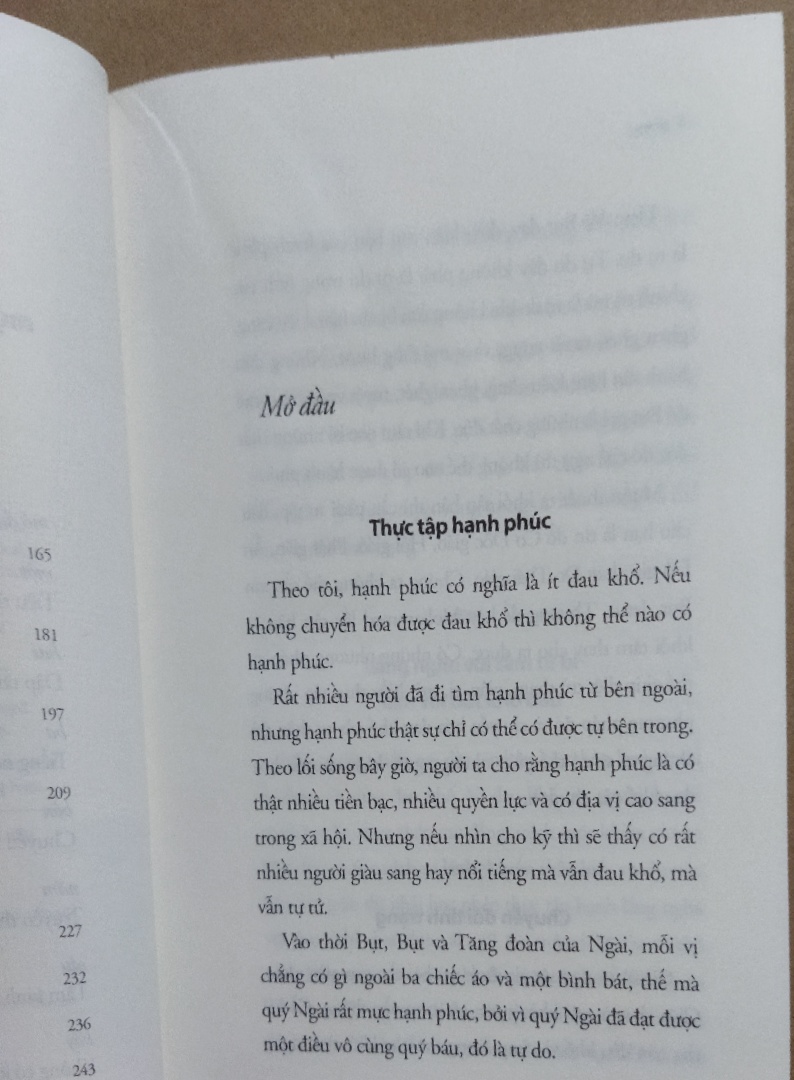 165
181
197
209
227
232
236
243
Mở đầu
Thực tập hạnh phúc
Theo tôi, hạnh phúc có nghĩa là ít đau khổ. Nếu
không chuyển hóa được đau khổ thì không thể nào có
hạnh phúc.
Rất nhiều người đã đi tìm hạnh phúc từ bên ngoài,
nhưng hạnh phúc thật sự chỉ có thể có được tự bên trong.
Theo lối sống bây giờ, người ta cho rằng hạnh phúc là có
thật nhiều tiền bạc, nhiều quyền lực và có địa vị cao sang
trong xã hội. Nhưng nếu nhìn cho kỹ thì sẽ thấy có rất
nhiều người giàu sang hay nổi tiếng mà vẫn đau khổ, mà
vẫn tự tử.
Vào thời Bụt, Bụt và Tăng đoàn của Ngài, mỗi vị
chẳng có gì ngoài ba chiếc áo và một bình bát, thế mà
quý Ngài rất mực hạnh phúc, bởi vì quý Ngài đã đạt được
một điều vô cùng quý báu, đó là tự do.